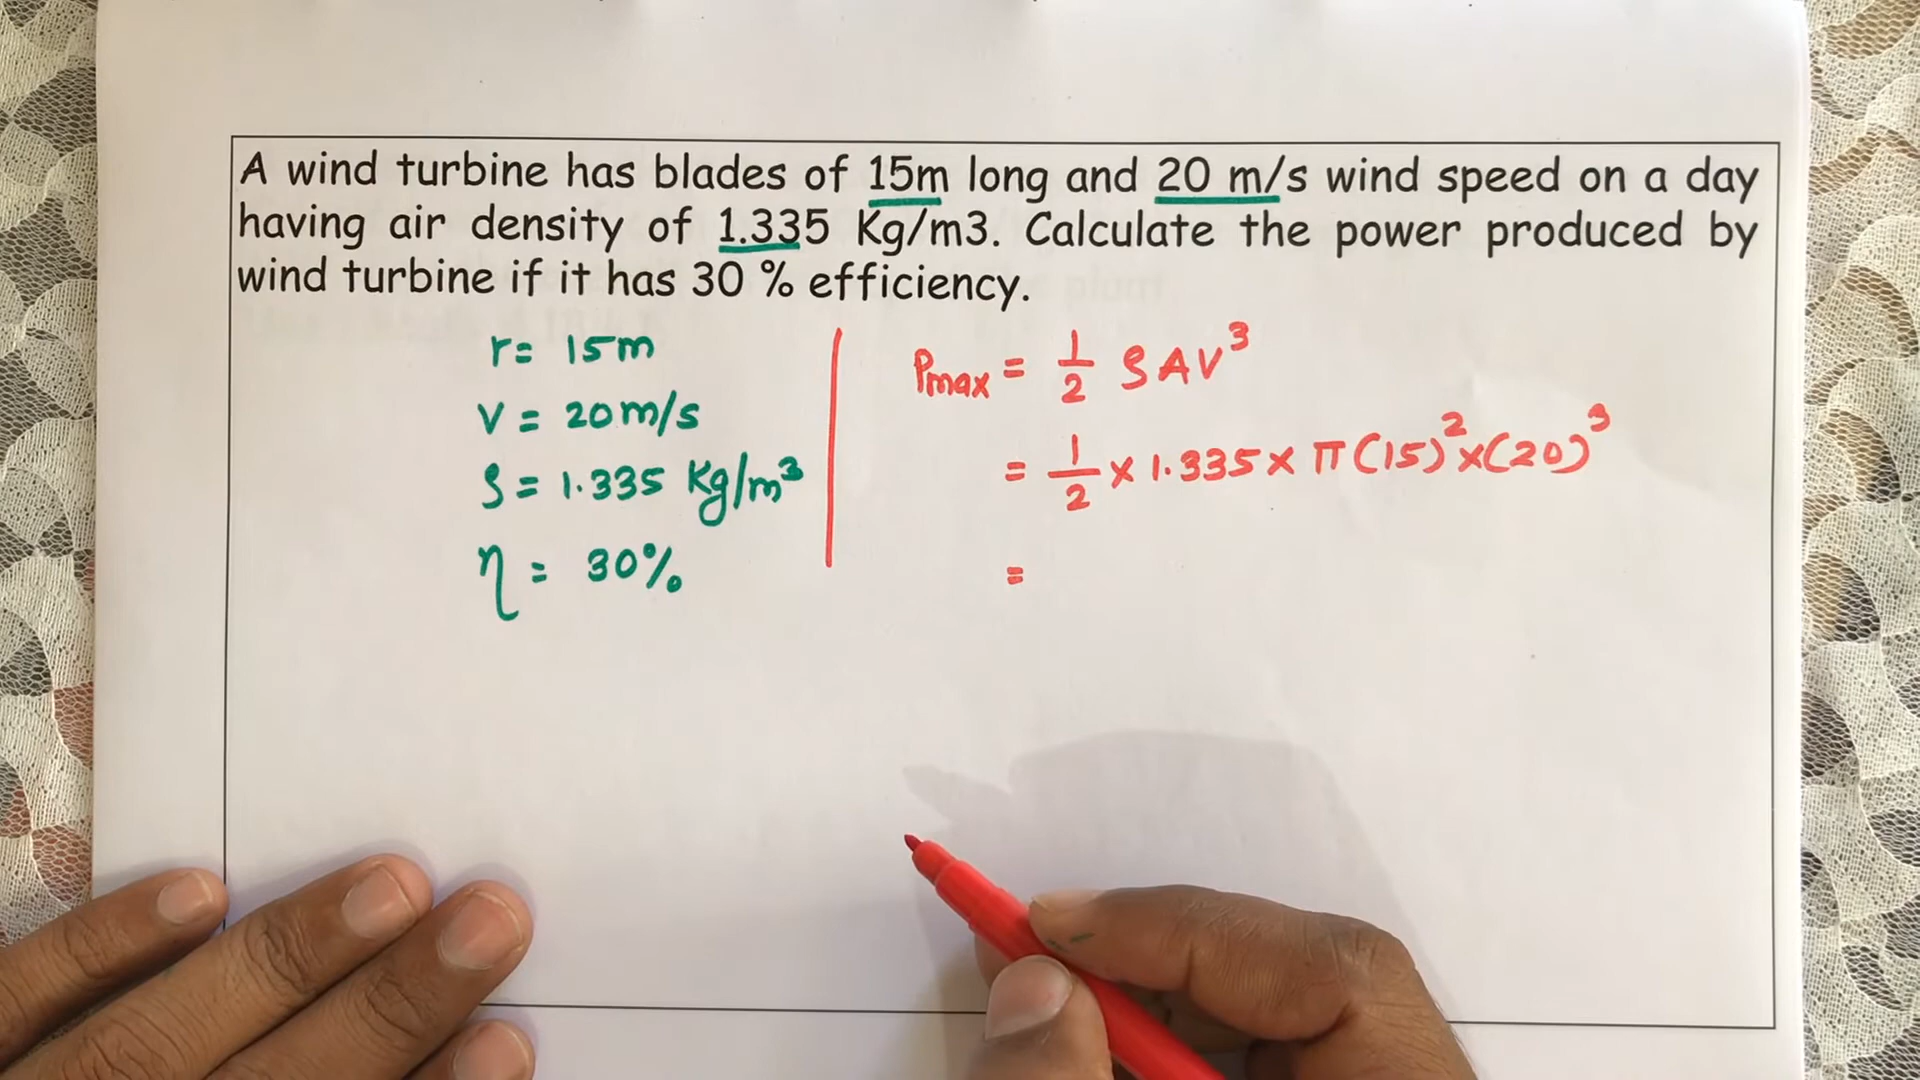 A wind turbine has blades of 15m long and 20 m/s wind speed on a day
having air density of 1.335 Kg/m3. Calculate the power produced by
wind turbine if it has 30 % efficiency.
r= 15m
V = 20m/s
ρ = 1.335 Kg/m³
η = 30%
Pmax = 1/2 ρAV³
= 1/2 × 1.335 × π(15)²×(20)³
=